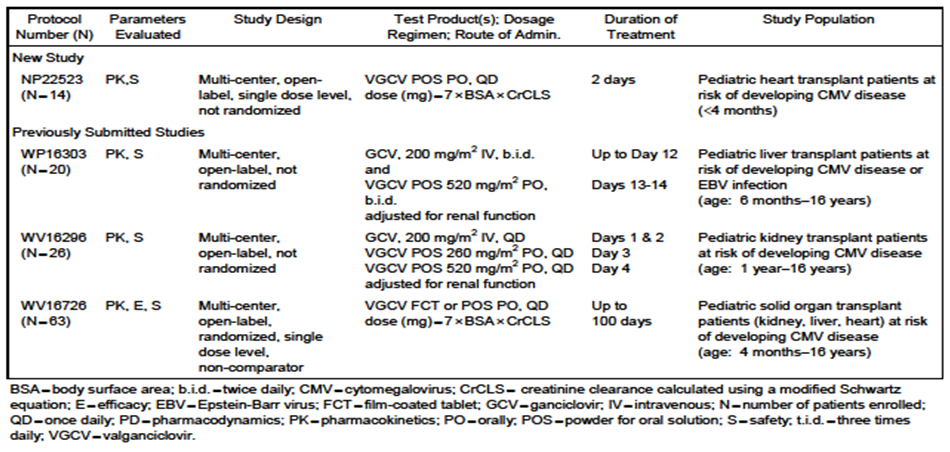 Protocol Number (N) Parameters Evaluated Study Design Test Product(s); Dosage Regimen; Route of Admin. Duration of Treatment Study Population
New Study
NP22523 PK,S Multi-center, open- VGCV POS PO, QD 2 days Pediatric heart transplant patients at
(N=14) label, single dose level, dose (mg)=7×BSA×CrCLS risk of developing CMV disease
not randomized (<4 months)
Previously Submitted Studies
WP16303 PK, S Multi-center, GCV, 200 mg/m² IV, b.i.d. Up to Day 12 Pediatric liver transplant patients at
(N=20) open-label, not and risk of developing CMV disease or
randomized VGCV POS 520 mg/m² PO, Days 13-14 EBV infection
b.i.d. (age: 6 months–16 years)
adjusted for renal function
WV16296 PK, S Multi-center, GCV, 200 mg/m² IV, QD Days 1 & 2 Pediatric kidney transplant patients
(N=26) open-label, not VGCV POS 260 mg/m² PO, QD Day 3 at risk of developing CMV disease
randomized VGCV POS 520 mg/m² PO, QD Day 4 (age: 1 year–16 years)
adjusted for renal function
WV16726 PK, E, S Multi-center, VGCV FCT or POS PO, QD Up to Pediatric solid organ transplant
(N=63) open-label, dose (mg)=7×BSA×CrCLS 100 days patients (kidney, liver, heart) at risk
randomized, single of developing CMV disease
dose level, (age: 4 months–16 years)
non-comparator
BSA=body surface area; b.i.d.=twice daily; CMV=cytomegalovirus; CrCLS= creatinine clearance calculated using a modified Schwartz
equation; E=efficacy; EBV=Epstein-Barr virus; FCT=film-coated tablet; GCV=ganciclovir; IV=intravenous; N=number of patients enrolled;
QD=once daily; PD=pharmacodynamics; PK=pharmacokinetics; PO=orally; POS=powder for oral solution; S=safety; t.i.d.=three times
daily; VGCV=valganciclovir.